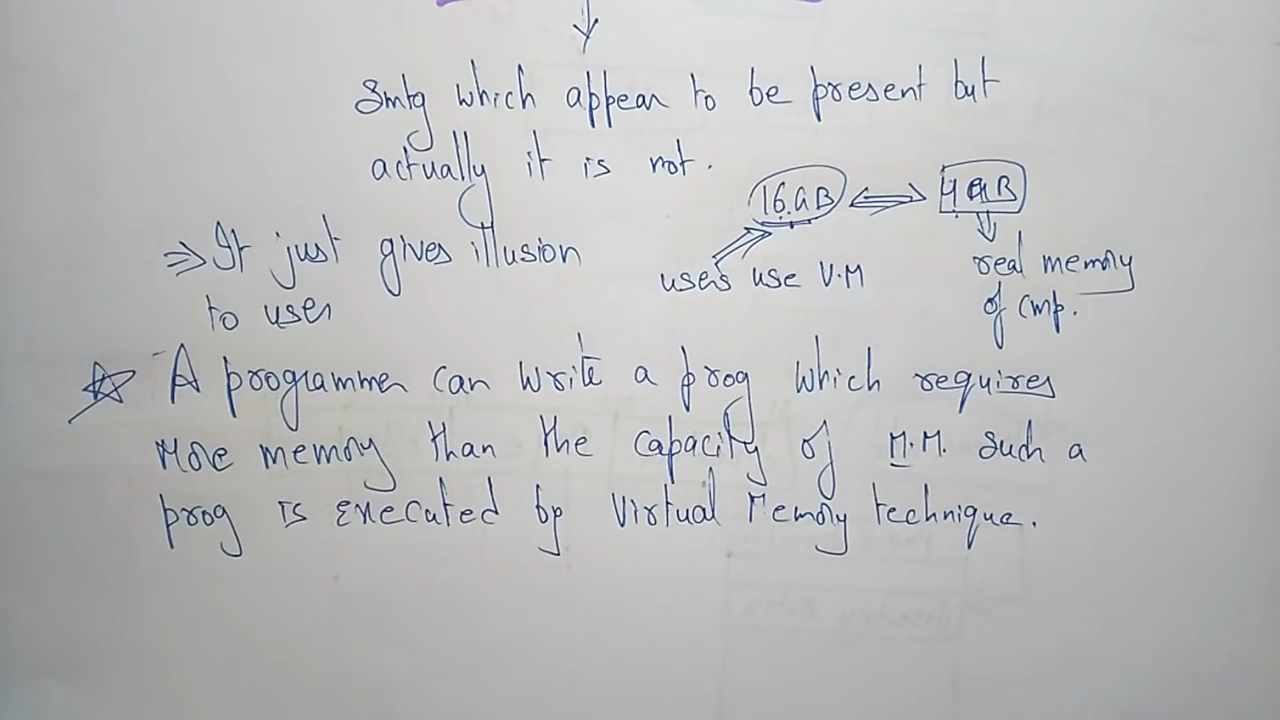 Smtg which appear to be present but
actually it is not.
16.GB ⟺ 4GB
⇒ It just gives illusion
to user
users use V.M
real memory
of cmp.
☆ A programmer can write a prog which requires
More memory than the capacity of M.M. Such a
prog is executed by Virtual Memory technique.